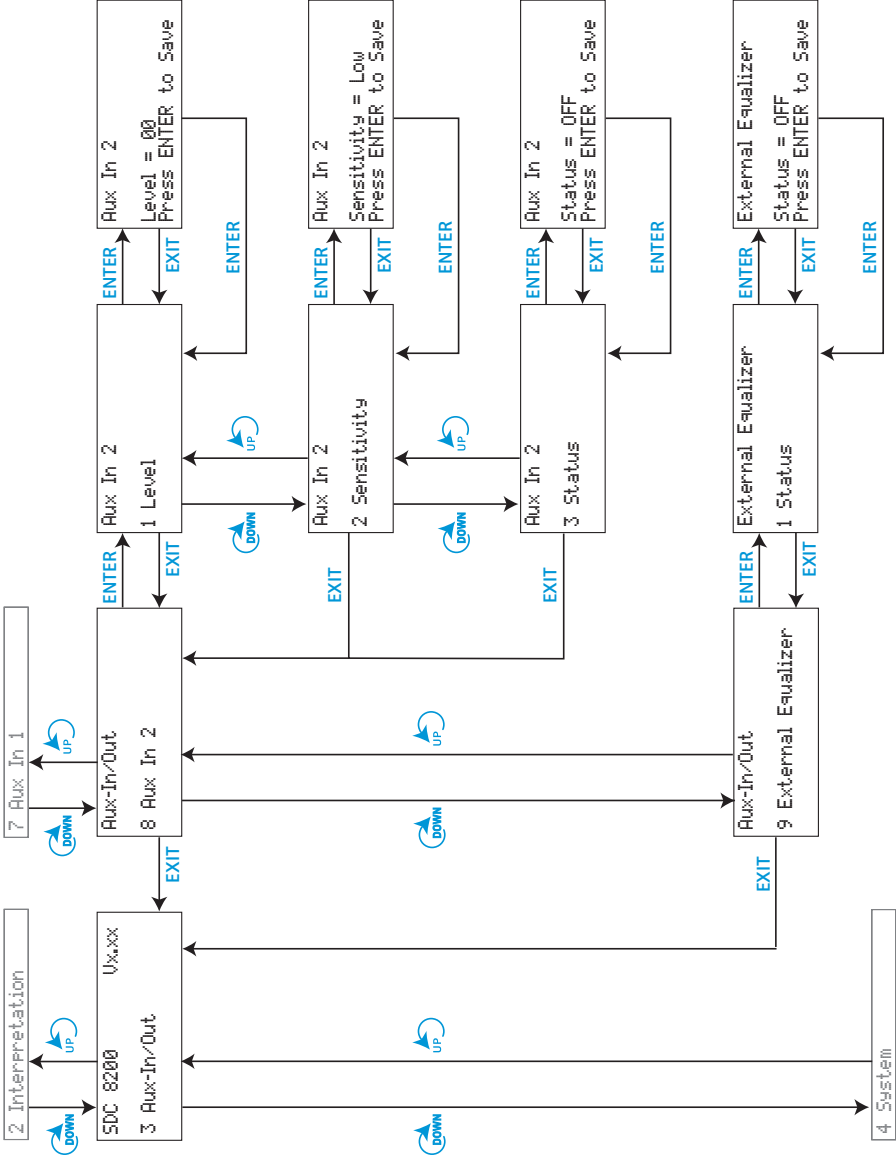 2 Interpretation
7 Aux In 1
DOWN
UP
DOWN
UP
SDC 8200 Vx.xx
3 Aux-In/Out
EXIT
Aux-In/Out
8 Aux In 2
ENTER
EXIT
Aux In 2
1 Level
ENTER
EXIT
Aux In 2
Level = 00
Press ENTER to Save
ENTER
DOWN
UP
EXIT
Aux In 2
2 Sensitivity
ENTER
EXIT
Aux In 2
Sensitivity = Low
Press ENTER to Save
ENTER
DOWN
UP
DOWN
UP
DOWN
UP
EXIT
Aux In 2
3 Status
ENTER
EXIT
Aux In 2
Status = OFF
Press ENTER to Save
ENTER
EXIT
Aux-In/Out
9 External Equalizer
ENTER
EXIT
External Equalizer
1 Status
ENTER
EXIT
External Equalizer
Status = OFF
Press ENTER to Save
ENTER
4 System